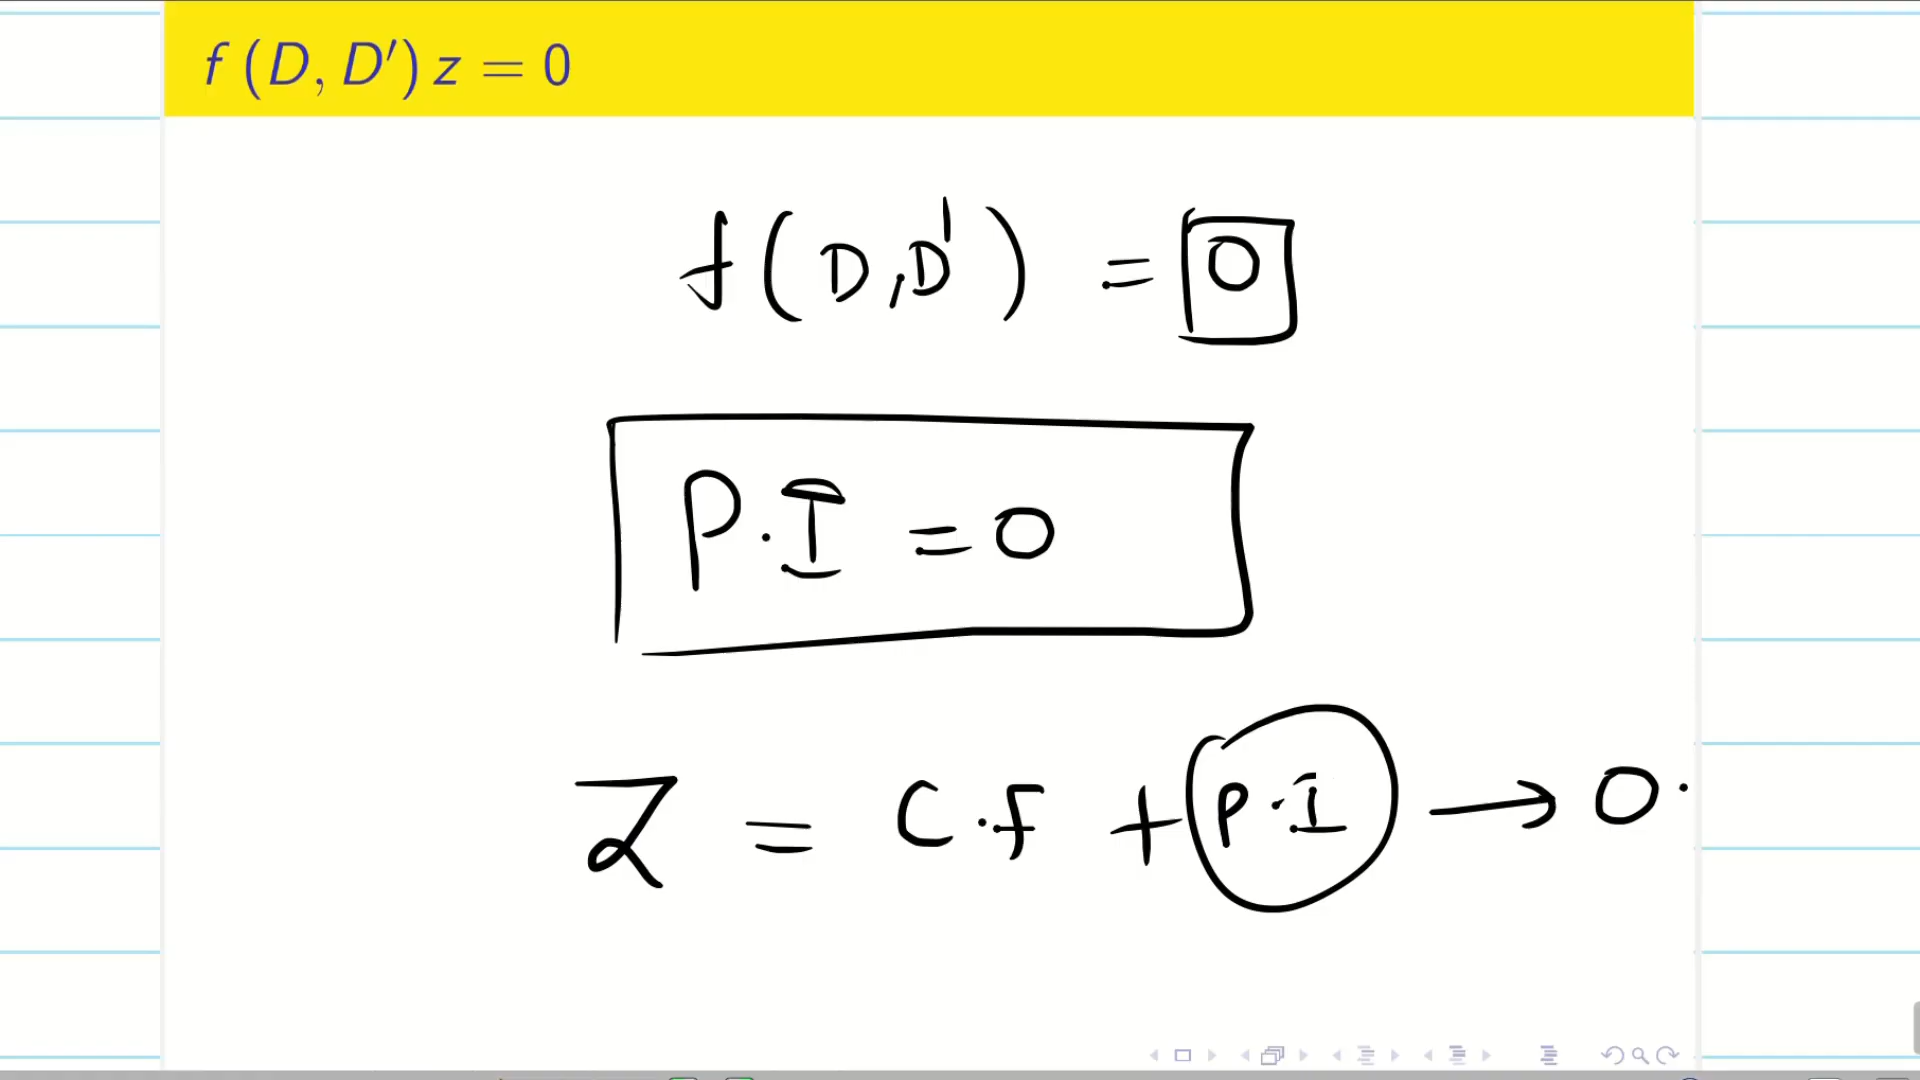 f (D, D′) z = 0
f(D,D') = 0
P.I = 0
Z = C.f + P.I → 0.